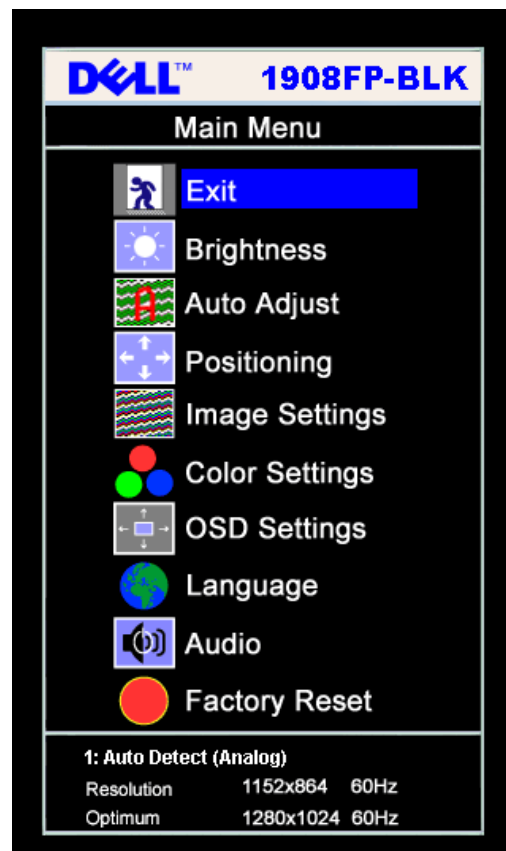 DELL™ 1908FP-BLK
Main Menu
Exit
Brightness
A Auto Adjust
Positioning
Image Settings
Color Settings
OSD Settings
Language
Audio
Factory Reset
1: Auto Detect (Analog)
Resolution 1152x864 60Hz
Optimum 1280x1024 60Hz